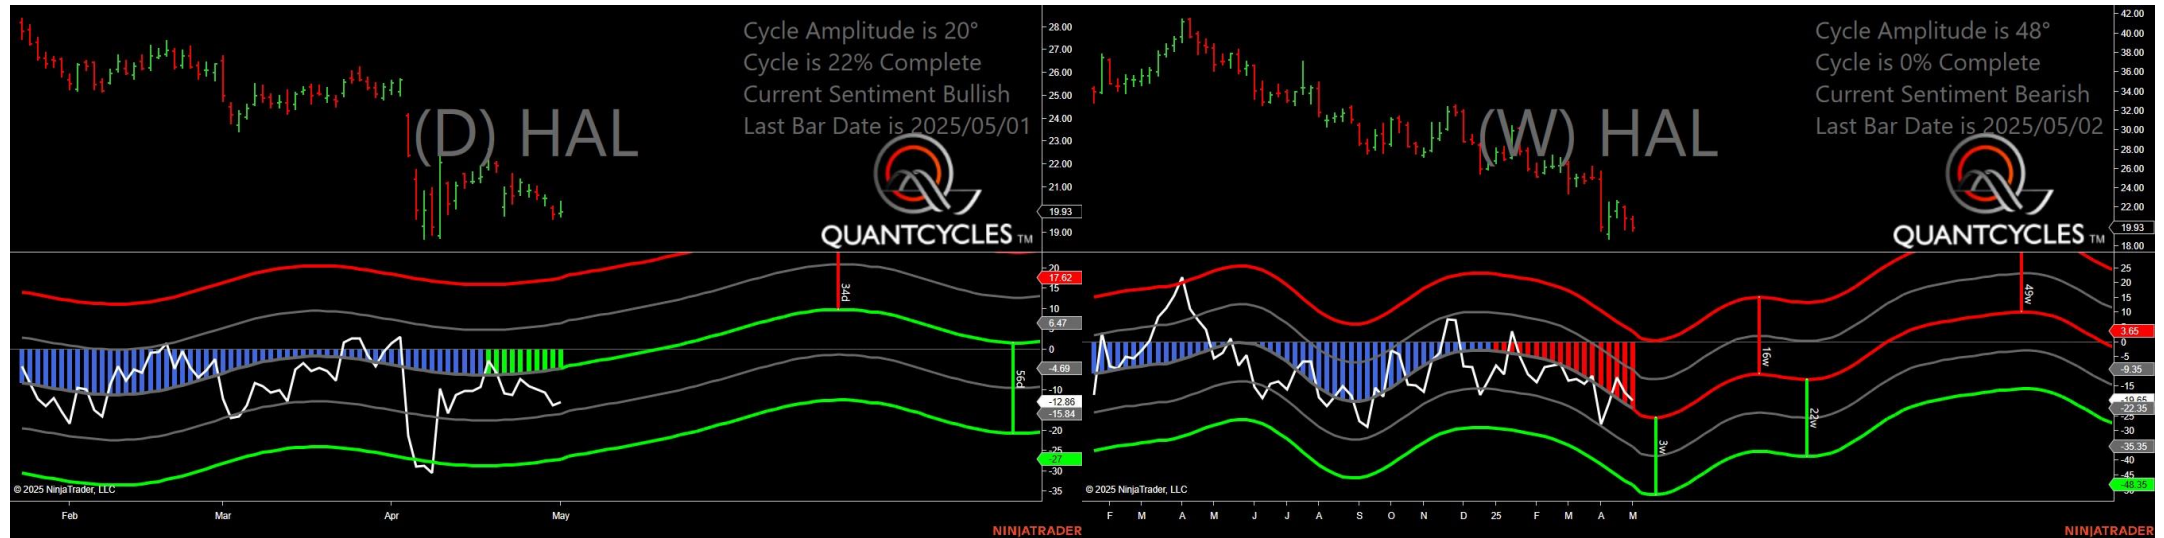 Cycle Amplitude is 20°
Cycle is 22% Complete
Current Sentiment Bullish
Last Bar Date is 2025/05/01
(D) HAL
QUANTCYCLES TM
28.00
27.00
26.00
25.00
24.00
23.00
22.00
21.00
19.93
19.00
34d
56d
20
17.62
15
10
6.47
0
-4.69
-10
-12.86
-15.84
-20
-27
-30
-35
© 2025 NinjaTrader, LLC
Feb Mar Apr May
NINJATRADER
Cycle Amplitude is 48°
Cycle is 0% Complete
Current Sentiment Bearish
Last Bar Date is 2025/05/02
(W) HAL
QUANTCYCLES TM
42.00
40.00
38.00
36.00
34.00
32.00
30.00
28.00
26.00
24.00
22.00
19.93
18.00
3w
16w
22w
49w
25
20
15
10
3.65
0
-5
-9.35
-15
-19.65
-22.35
-30
-35.35
-40
-45
-48.35
© 2025 NinjaTrader, LLC
F M A M J J A S O N D 25 F M A M
NINJATRADER